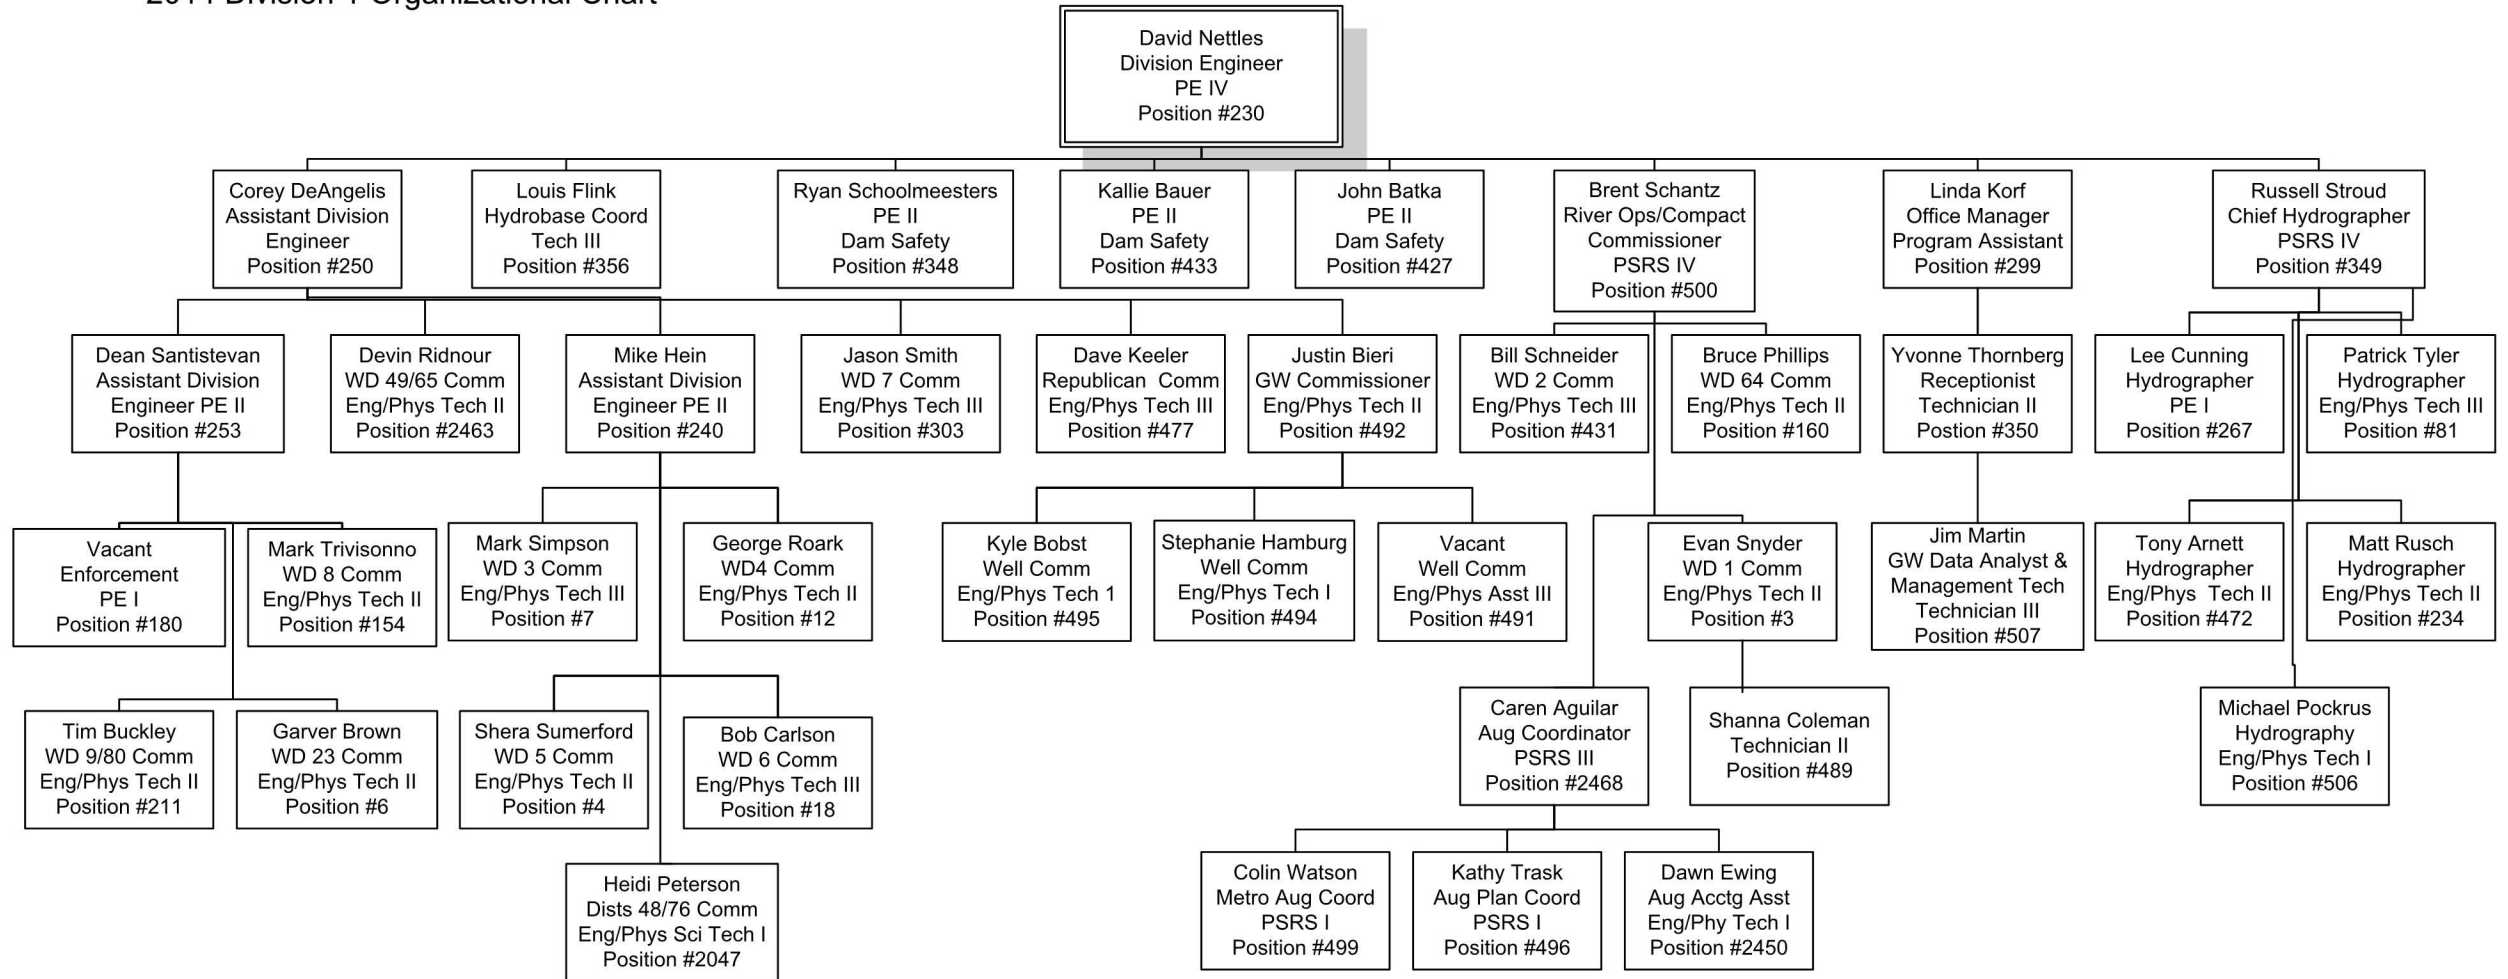 2011 Division 1 Organizational Chart
David Nettles
Division Engineer
PE IV
Position #230
Corey DeAngelis
Assistant Division
Engineer
Position #250
Louis Flink
Hydrobase Coord
Tech III
Position #356
Ryan Schoolmeesters
PE II
Dam Safety
Position #348
Kallie Bauer
PE II
Dam Safety
Position #433
John Batka
PE II
Dam Safety
Position #427
Brent Schantz
River Ops/Compact
Commissioner
PSRS IV
Position #500
Linda Korf
Office Manager
Program Assistant
Position #299
Russell Stroud
Chief Hydrographer
PSRS IV
Position #349
Dean Santistevan
Assistant Division
Engineer PE II
Position #253
Devin Ridnour
WD 49/65 Comm
Eng/Phys Tech II
Position #2463
Mike Hein
Assistant Division
Engineer PE II
Position #240
Jason Smith
WD 7 Comm
Eng/Phys Tech III
Position #303
Dave Keeler
Republican  Comm
Eng/Phys Tech III
Position #477
Justin Bieri
GW Commissioner
Eng/Phys Tech II
Position #492
Bill Schneider
WD 2 Comm
Eng/Phys Tech III
Position #431
Bruce Phillips
WD 64 Comm
Eng/Phys Tech II
Position #160
Yvonne Thornberg
Receptionist
Technician II
Postion #350
Lee Cunning
Hydrographer
PE I
Position #267
Patrick Tyler
Hydrographer
Eng/Phys Tech III
Position #81
Vacant
Enforcement
PE I
Position #180
Mark Trivisonno
WD 8 Comm
Eng/Phys Tech II
Position #154
Mark Simpson
WD 3 Comm
Eng/Phys Tech III
Position #7
George Roark
WD4 Comm
Eng/Phys Tech II
Position #12
Kyle Bobst
Well Comm
Eng/Phys Tech 1
Position #495
Stephanie Hamburg
Well Comm
Eng/Phys Tech I
Position #494
Vacant
Well Comm
Eng/Phys Asst III
Position #491
Evan Snyder
WD 1 Comm
Eng/Phys Tech II
Position #3
Jim Martin
GW Data Analyst &
Management Tech
Technician III
Position #507
Tony Arnett
Hydrographer
Eng/Phys  Tech II
Position #472
Matt Rusch
Hydrographer
Eng/Phys Tech II
Position #234
Tim Buckley
WD 9/80 Comm
Eng/Phys Tech II
Position #211
Garver Brown
WD 23 Comm
Eng/Phys Tech II
Position #6
Shera Sumerford
WD 5 Comm
Eng/Phys Tech II
Position #4
Bob Carlson
WD 6 Comm
Eng/Phys Tech III
Position #18
Caren Aguilar
Aug Coordinator
PSRS III
Position #2468
Shanna Coleman
Technician II
Position #489
Michael Pockrus
Hydrography
Eng/Phys Tech I
Position #506
Heidi Peterson
Dists 48/76 Comm
Eng/Phys Sci Tech I
Position #2047
Colin Watson
Metro Aug Coord
PSRS I
Position #499
Kathy Trask
Aug Plan Coord
PSRS I
Position #496
Dawn Ewing
Aug Acctg Asst
Eng/Phy Tech I
Position #2450